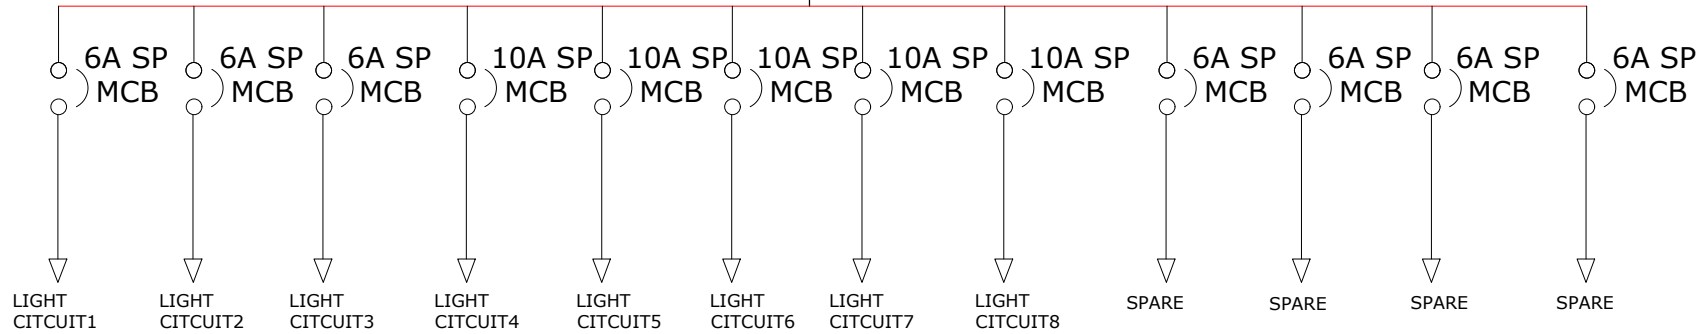 6A SP
MCB
6A SP
MCB
6A SP
MCB
10A SP
MCB
10A SP
MCB
10A SP
MCB
10A SP
MCB
10A SP
MCB
6A SP
MCB
6A SP
MCB
6A SP
MCB
6A SP
MCB
LIGHT
CITCUIT1
LIGHT
CITCUIT2
LIGHT
CITCUIT3
LIGHT
CITCUIT4
LIGHT
CITCUIT5
LIGHT
CITCUIT6
LIGHT
CITCUIT7
LIGHT
CITCUIT8
SPARE
SPARE
SPARE
SPARE